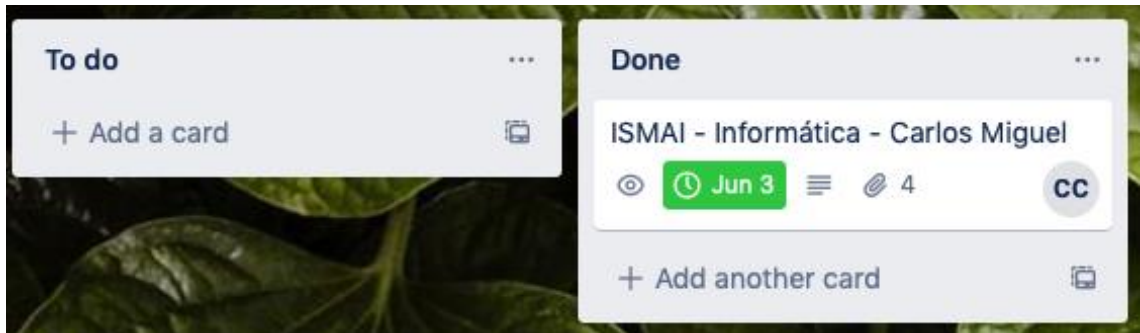 To do
+ Add a card
Done
ISMAI - Informática - Carlos Miguel
Jun 3
4
CC
+ Add another card